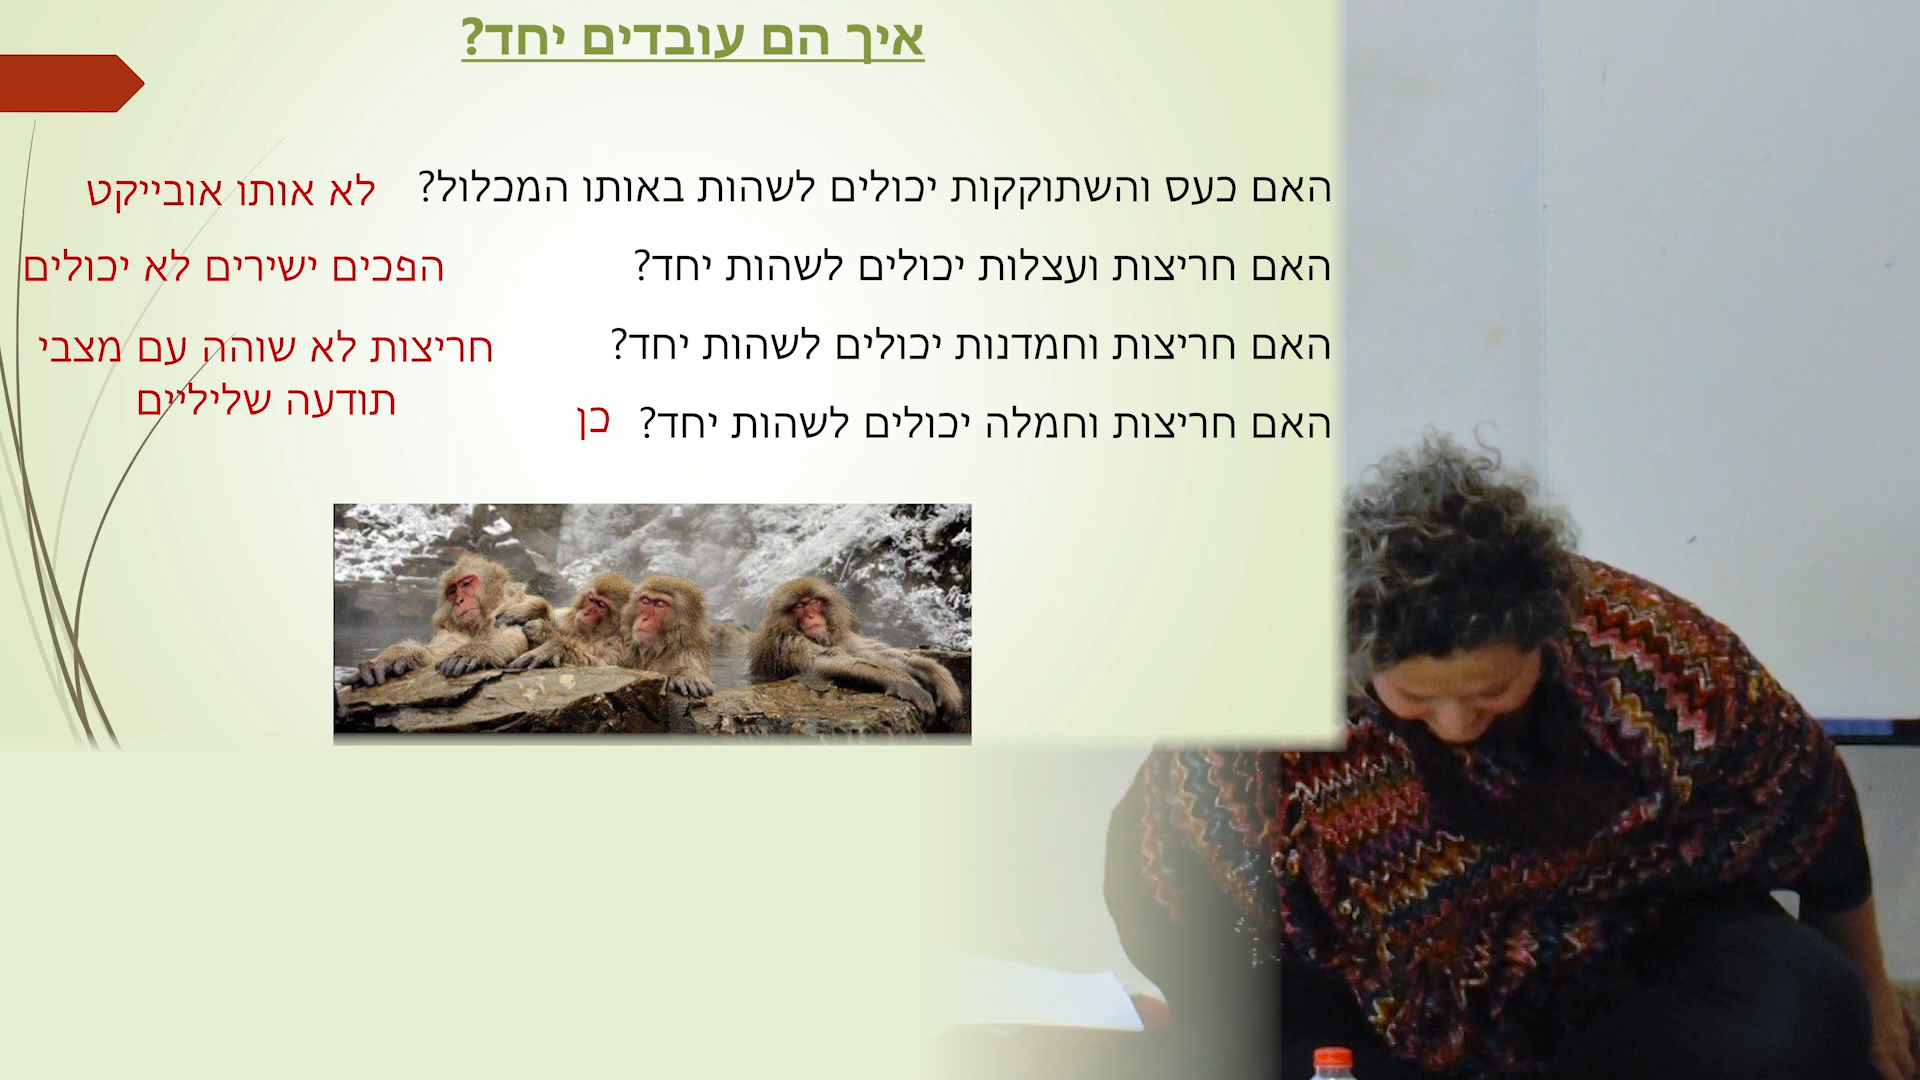 איך הם עובדים יחד?
האם כעס והשתוקקות יכולים לשהות באותו המכלול? לא אותו אובייקט
האם חריצות ועצלות יכולים לשהות יחד? הפכים ישירים לא יכולים
האם חריצות וחמדנות יכולים לשהות יחד? חריצות לא שוהה עם מצבי
תודעה שליליים
האם חריצות וחמלה יכולים לשהות יחד? כן